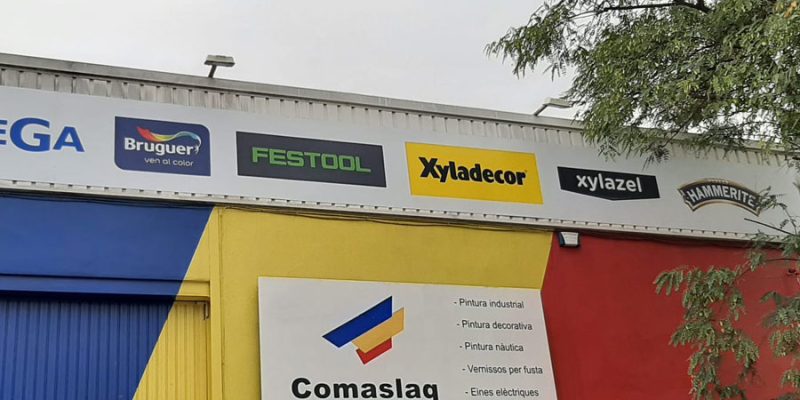 EGA
Bruguer
ven al color
FESTOOL
Xyladecor
xylazel
HAMMERITE
Comaslaq
- Pintura industrial
- Pintura decorativa
- Pintura nàutica
- Vernissos per fusta
- Eines elèctriques